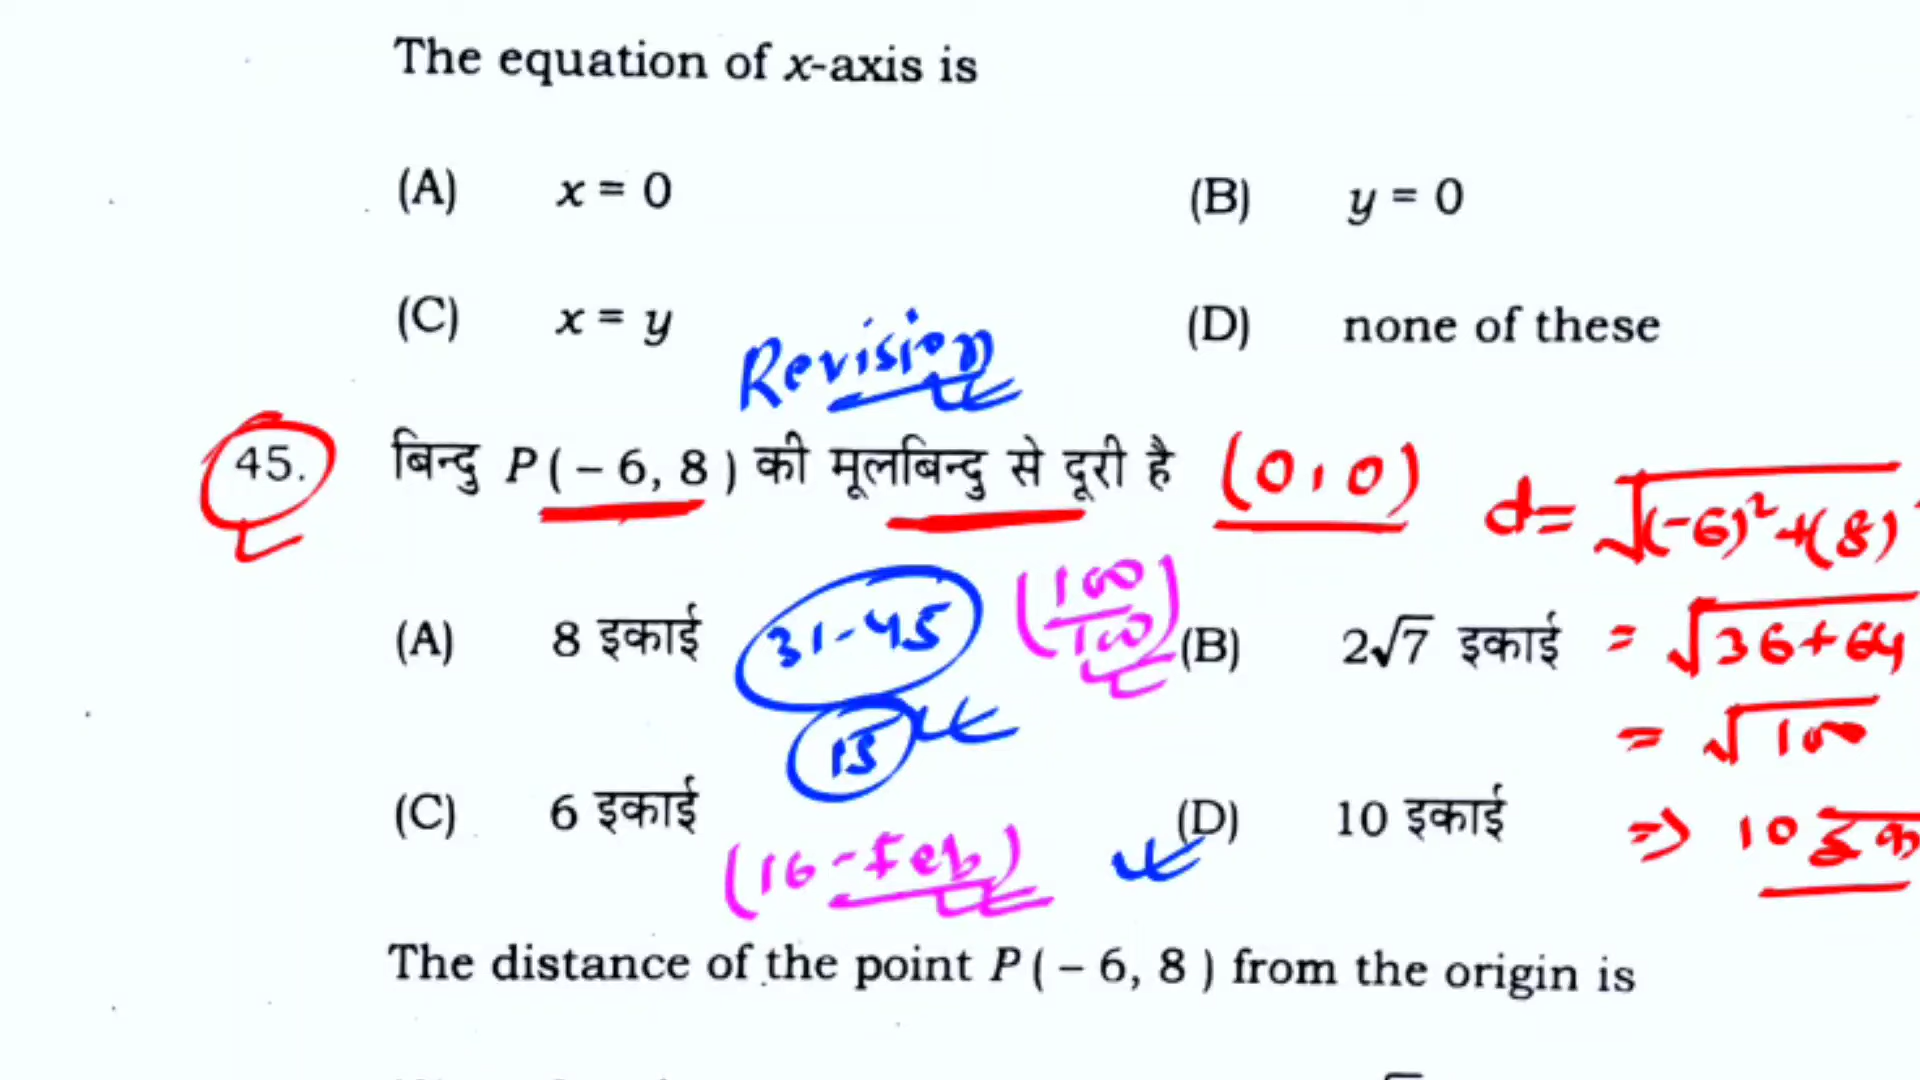 The equation of x-axis is
(A) x = 0 (B) y = 0
(C) x = y (D) none of these
Revision
45. बिन्दु P ( – 6, 8 ) की मूलबिन्दु से दूरी है (0,0) d = √(-6)²+(8)
(A) 8 इकाई 31-45 (100/100) (B) 2√7 इकाई = √36+64
15 = √100
(C) 6 इकाई (D) 10 इकाई ⇒ 10 इक
(16-Feb)
The distance of the point P ( – 6, 8 ) from the origin is